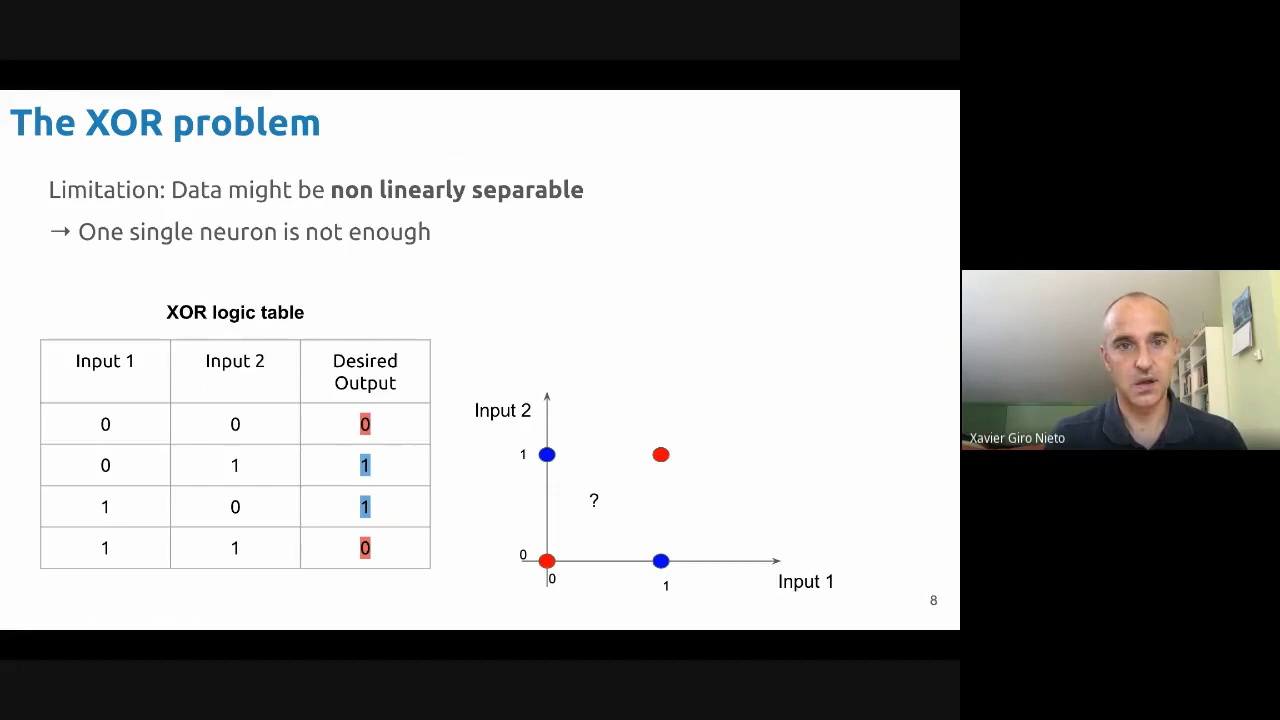 The XOR problem
Limitation: Data might be non linearly separable
→ One single neuron is not enough
XOR logic table
Input 1 Input 2 Desired Output
0 0 0
0 1 1
1 0 1
1 1 0
Input 2
1
?
0
0
1
Input 1
8
Xavier Giro Nieto